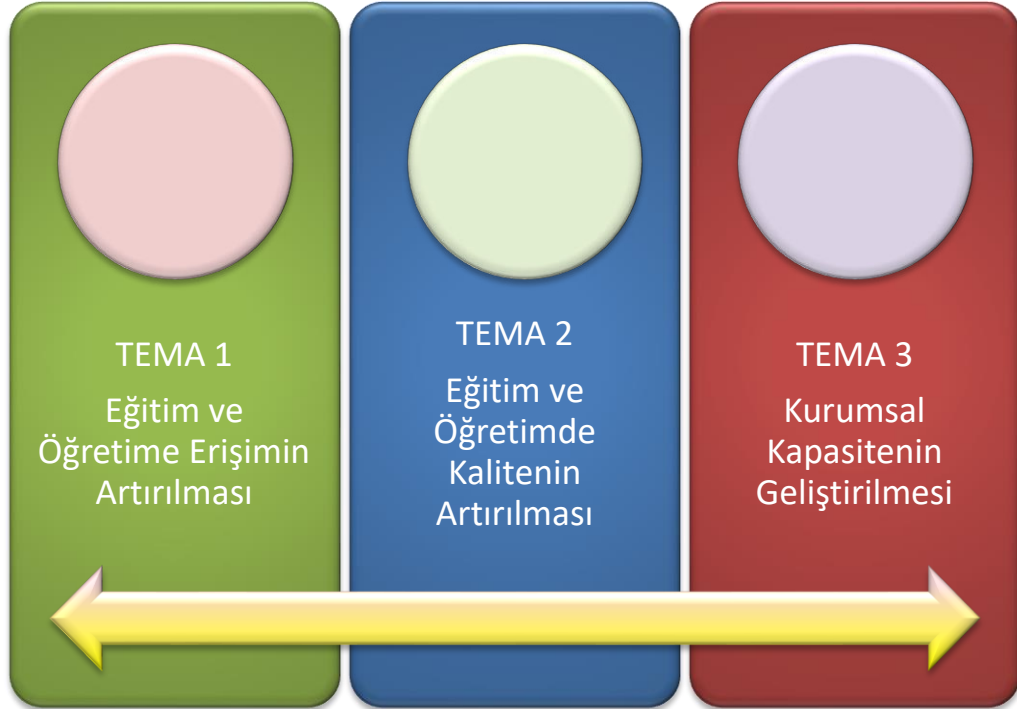 TEMA 1
Eğitim ve
Öğretime Erişimin
Artırılması
TEMA 2
Eğitim ve
Öğretimde
Kalitenin
Artırılması
TEMA 3
Kurumsal
Kapasitenin
Geliştirilmesi